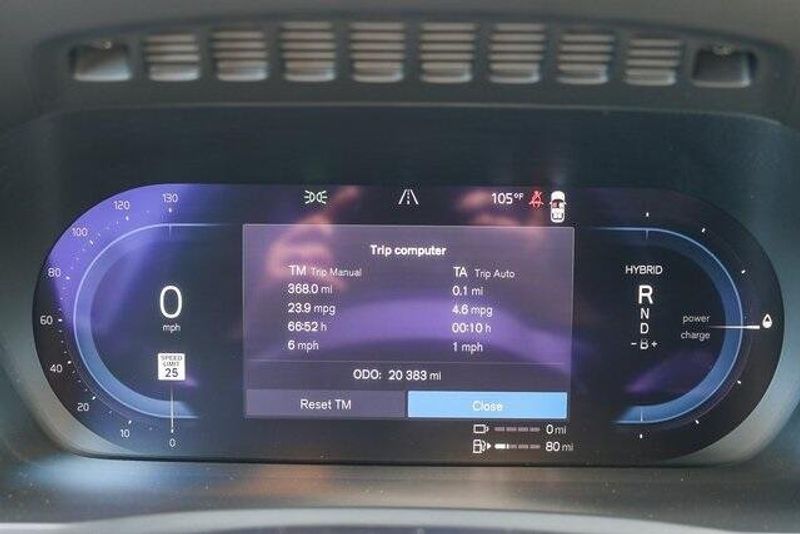 105°F
130
120
100
80
60
40
20
10
0
0
mph
SPEED
LIMIT
25
Trip computer
TM Trip Manual
368.0 mi
23.9 mpg
66:52 h
6 mph
TA Trip Auto
0.1 mi
4.6 mpg
00:10 h
1 mph
ODO: 20 383 mi
Reset TM
Close
HYBRID
R
N
D
- B +
power
charge
0 mi
80 mi